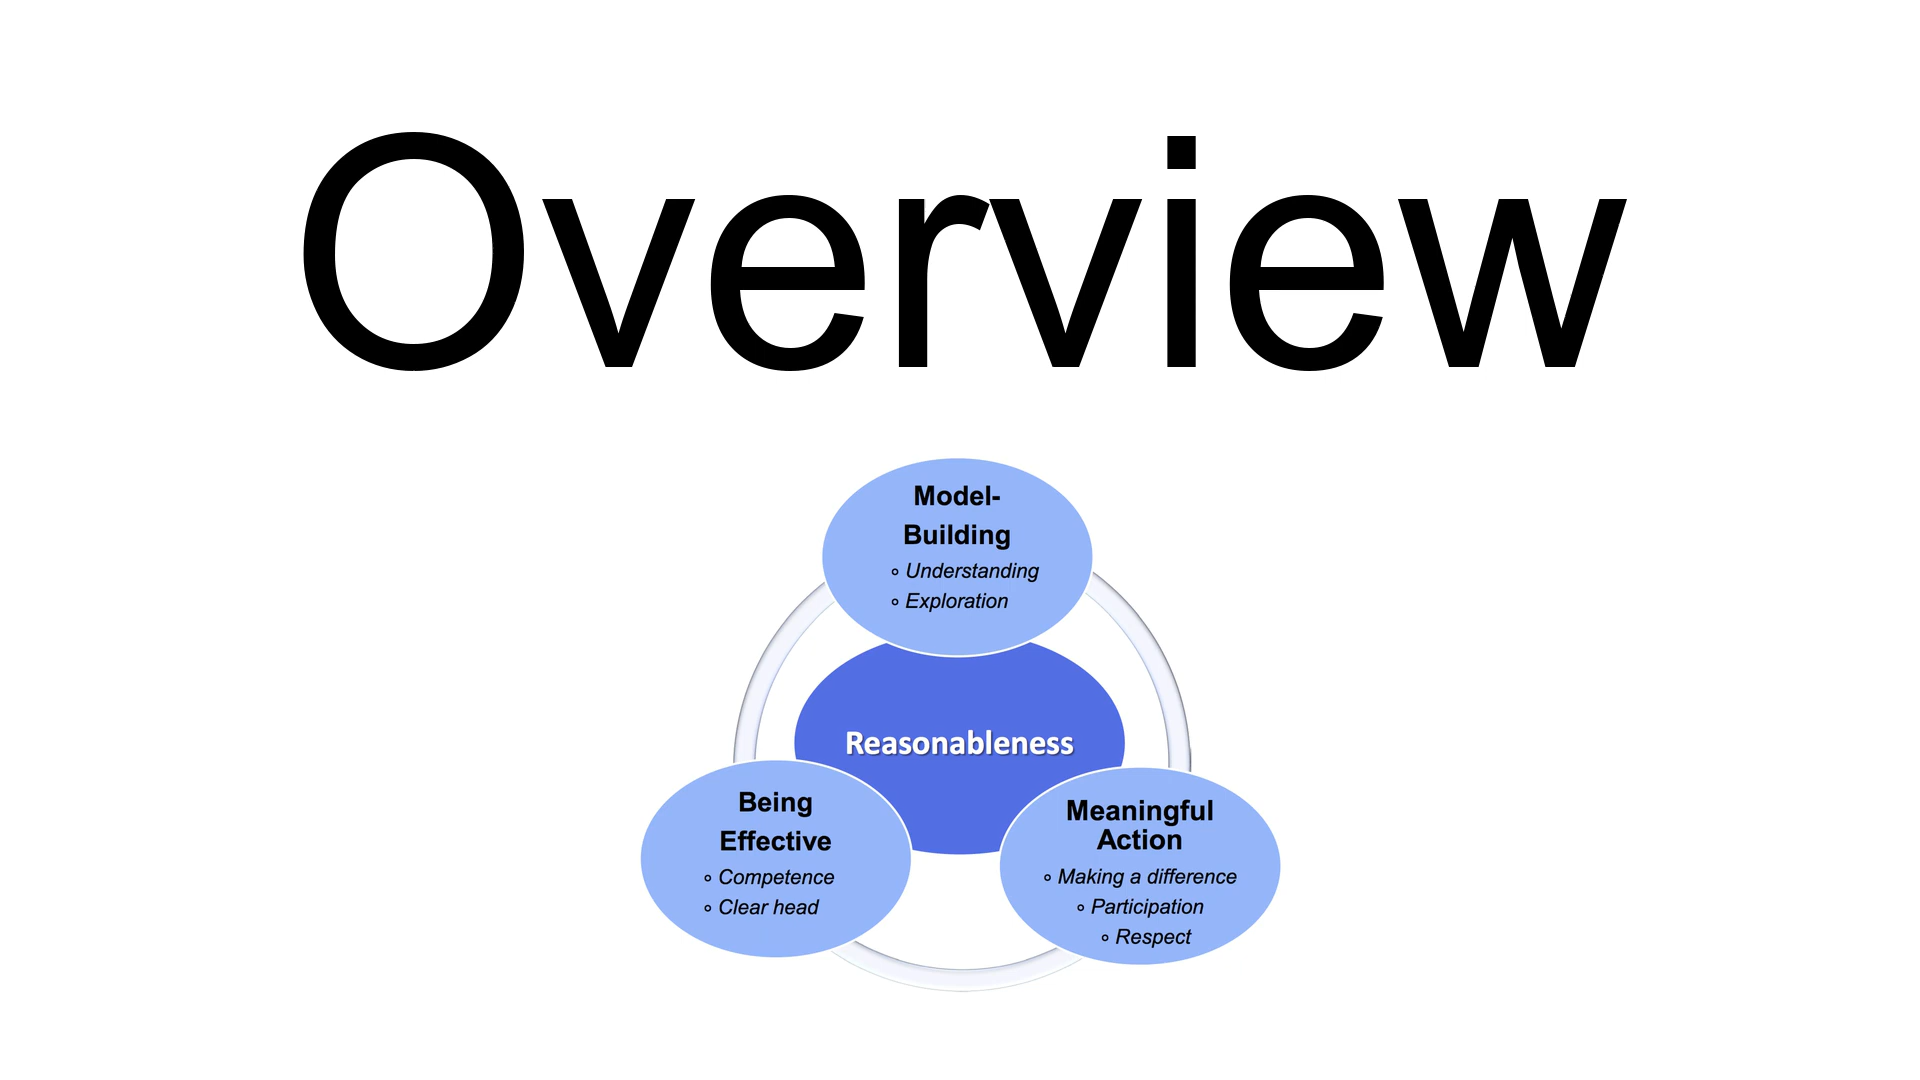 Overview
Model-
Building
∘ Understanding
∘ Exploration
Reasonableness
Being
Effective
∘ Competence
∘ Clear head
Meaningful
Action
∘ Making a difference
∘ Participation
∘ Respect